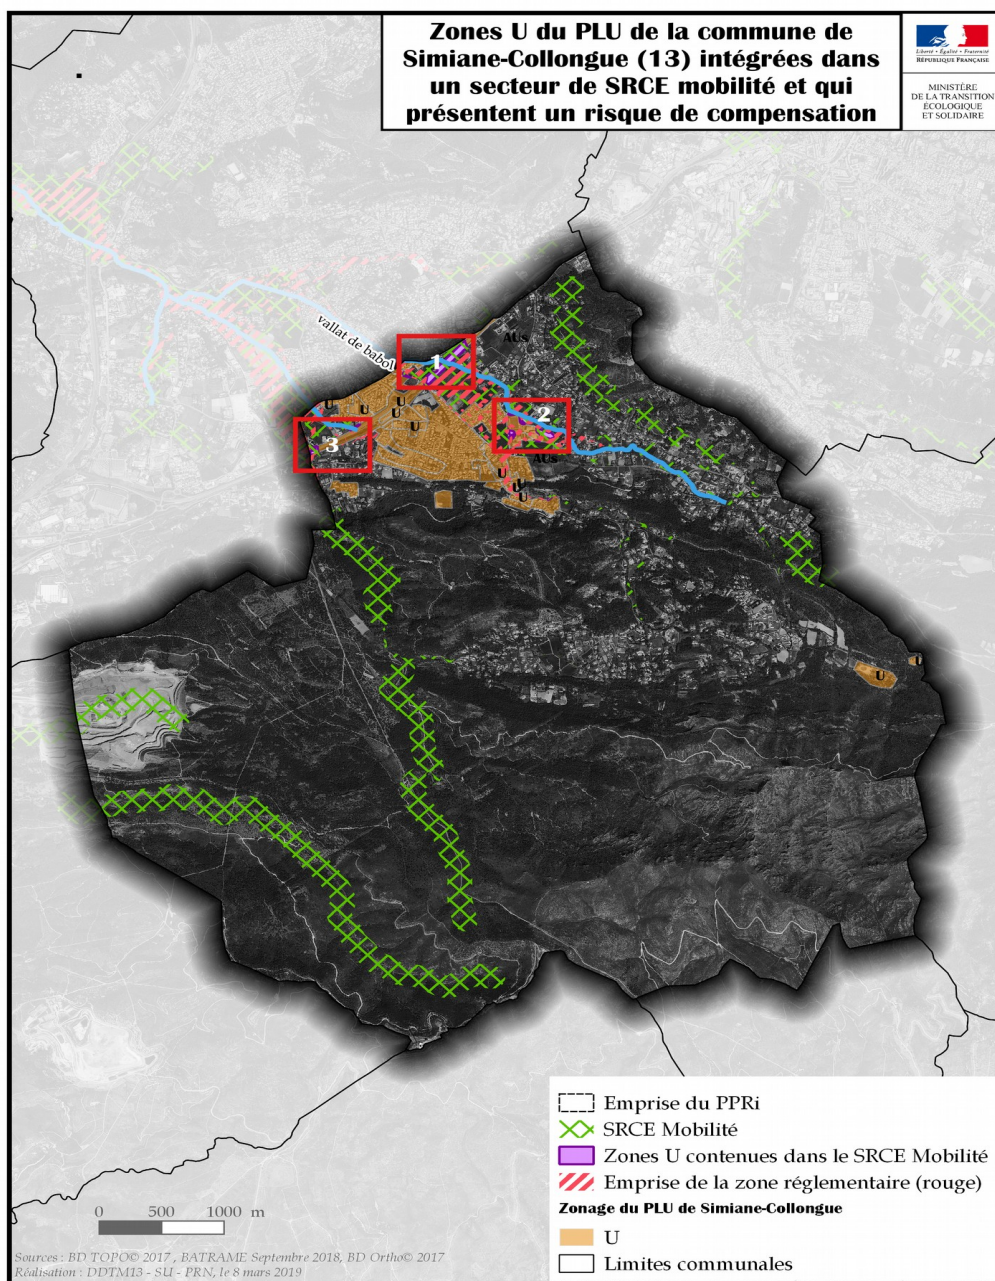 Zones U du PLU de la commune de
Simiane-Collongue (13) intégrées dans
un secteur de SRCE mobilité et qui
présentent un risque de compensation
Liberté • Égalité • Fraternité
RÉPUBLIQUE FRANÇAISE
MINISTÈRE
DE LA TRANSITION
ÉCOLOGIQUE
ET SOLIDAIRE
vallat de babol
AUs
1
U
U
U
U
U
2
3
AUs
U
U
U
U
U
Emprise du PPRi
SRCE Mobilité
Zones U contenues dans le SRCE Mobilité
Emprise de la zone réglementaire (rouge)
Zonage du PLU de Simiane-Collongue
U
Limites communales
0 500 1000 m
Sources : BD TOPO© 2017 , BATRAME Septembre 2018, BD Ortho© 2017
Réalisation : DDTM13 - SU - PRN, le 8 mars 2019